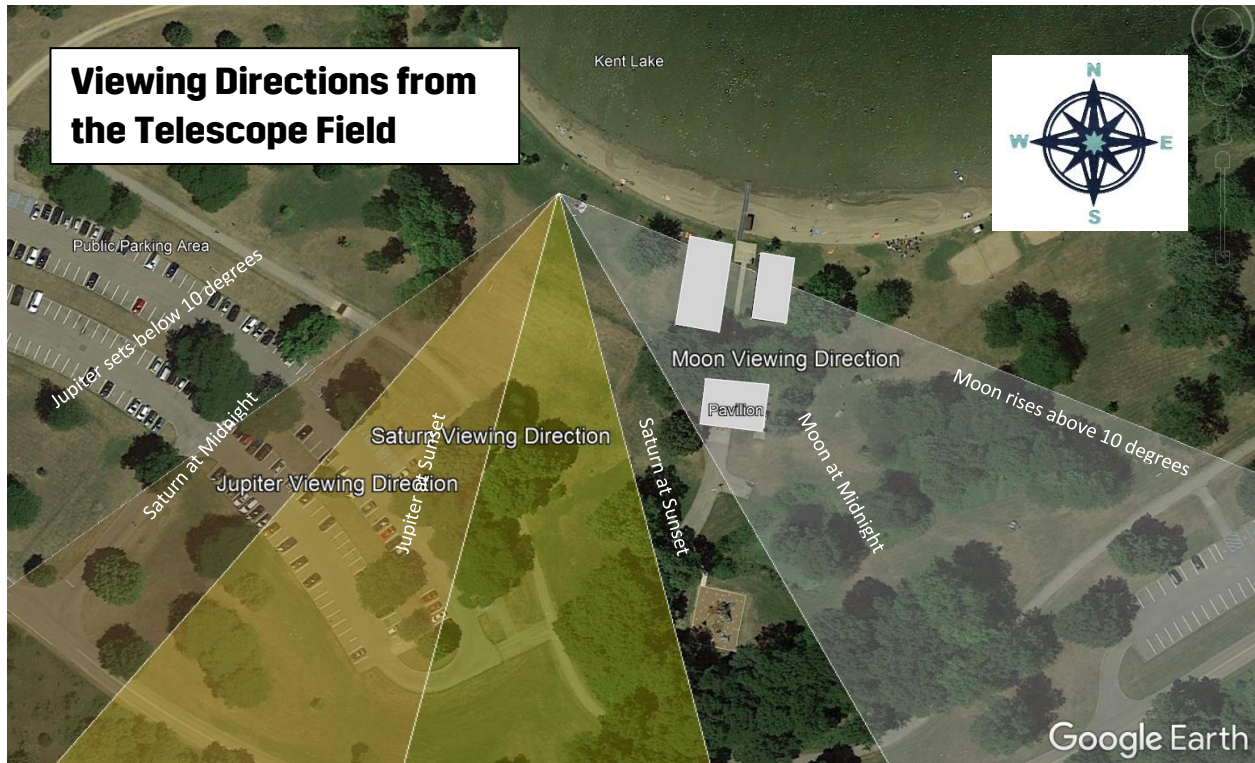 Viewing Directions from
the Telescope Field
Kent Lake
N
W
E
S
Public Parking Area
Jupiter sets below 10 degrees
Saturn at Midnight
Jupiter Viewing Direction
Saturn Viewing Direction
Jupiter at Sunset
Saturn at Sunset
Moon Viewing Direction
Pavilion
Moon at Midnight
Moon rises above 10 degrees
Google Earth